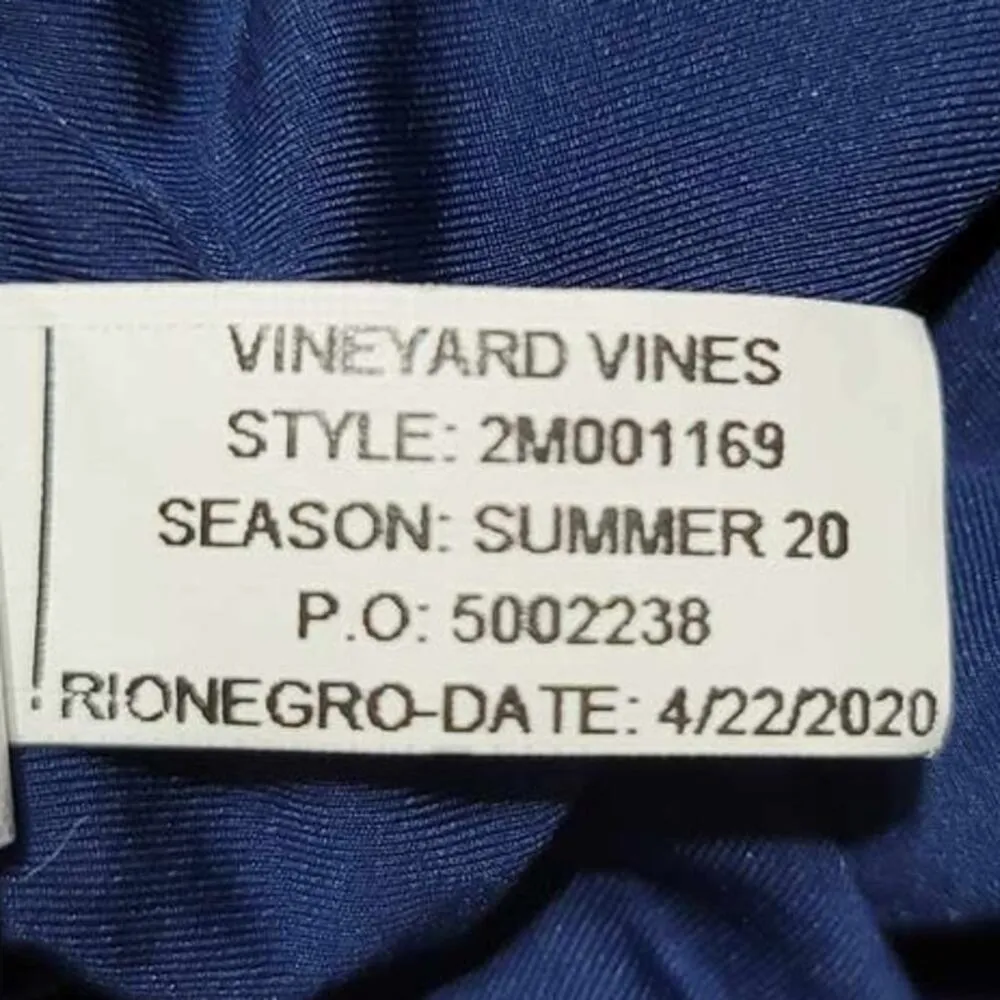 VINEYARD VINES
STYLE: 2M001169
SEASON: SUMMER 20
P.O: 5002238
RIONEGRO-DATE: 4/22/2020